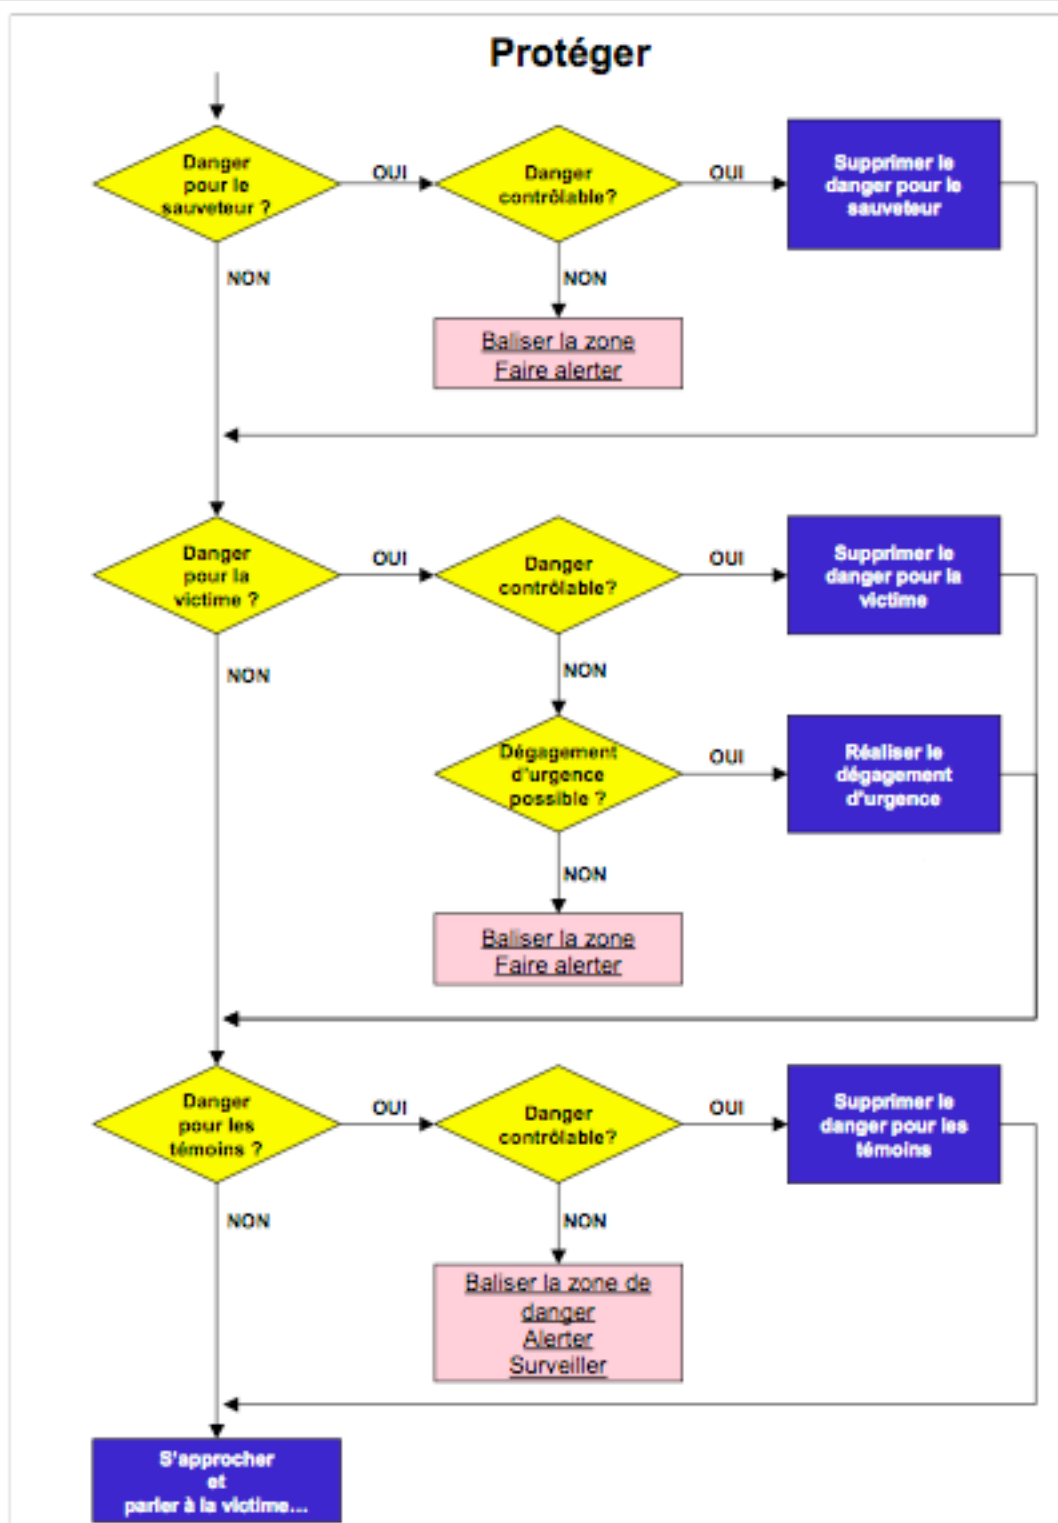 Protéger
Danger
pour le
sauveteur ?
OUI
Danger
contrôlable?
OUI
Supprimer le
danger pour le
sauveteur
NON
NON
Baliser la zone
Faire alerter
Danger
pour la
victime ?
OUI
Danger
contrôlable?
OUI
Supprimer le
danger pour la
victime
NON
NON
Dégagement
d'urgence
possible ?
OUI
Réaliser le
dégagement
d'urgence
NON
Baliser la zone
Faire alerter
Danger
pour les
témoins ?
OUI
Danger
contrôlable?
OUI
Supprimer le
danger pour les
témoins
NON
NON
Baliser la zone de
danger
Alerter
Surveiller
S'approcher
et
parler à la victime...